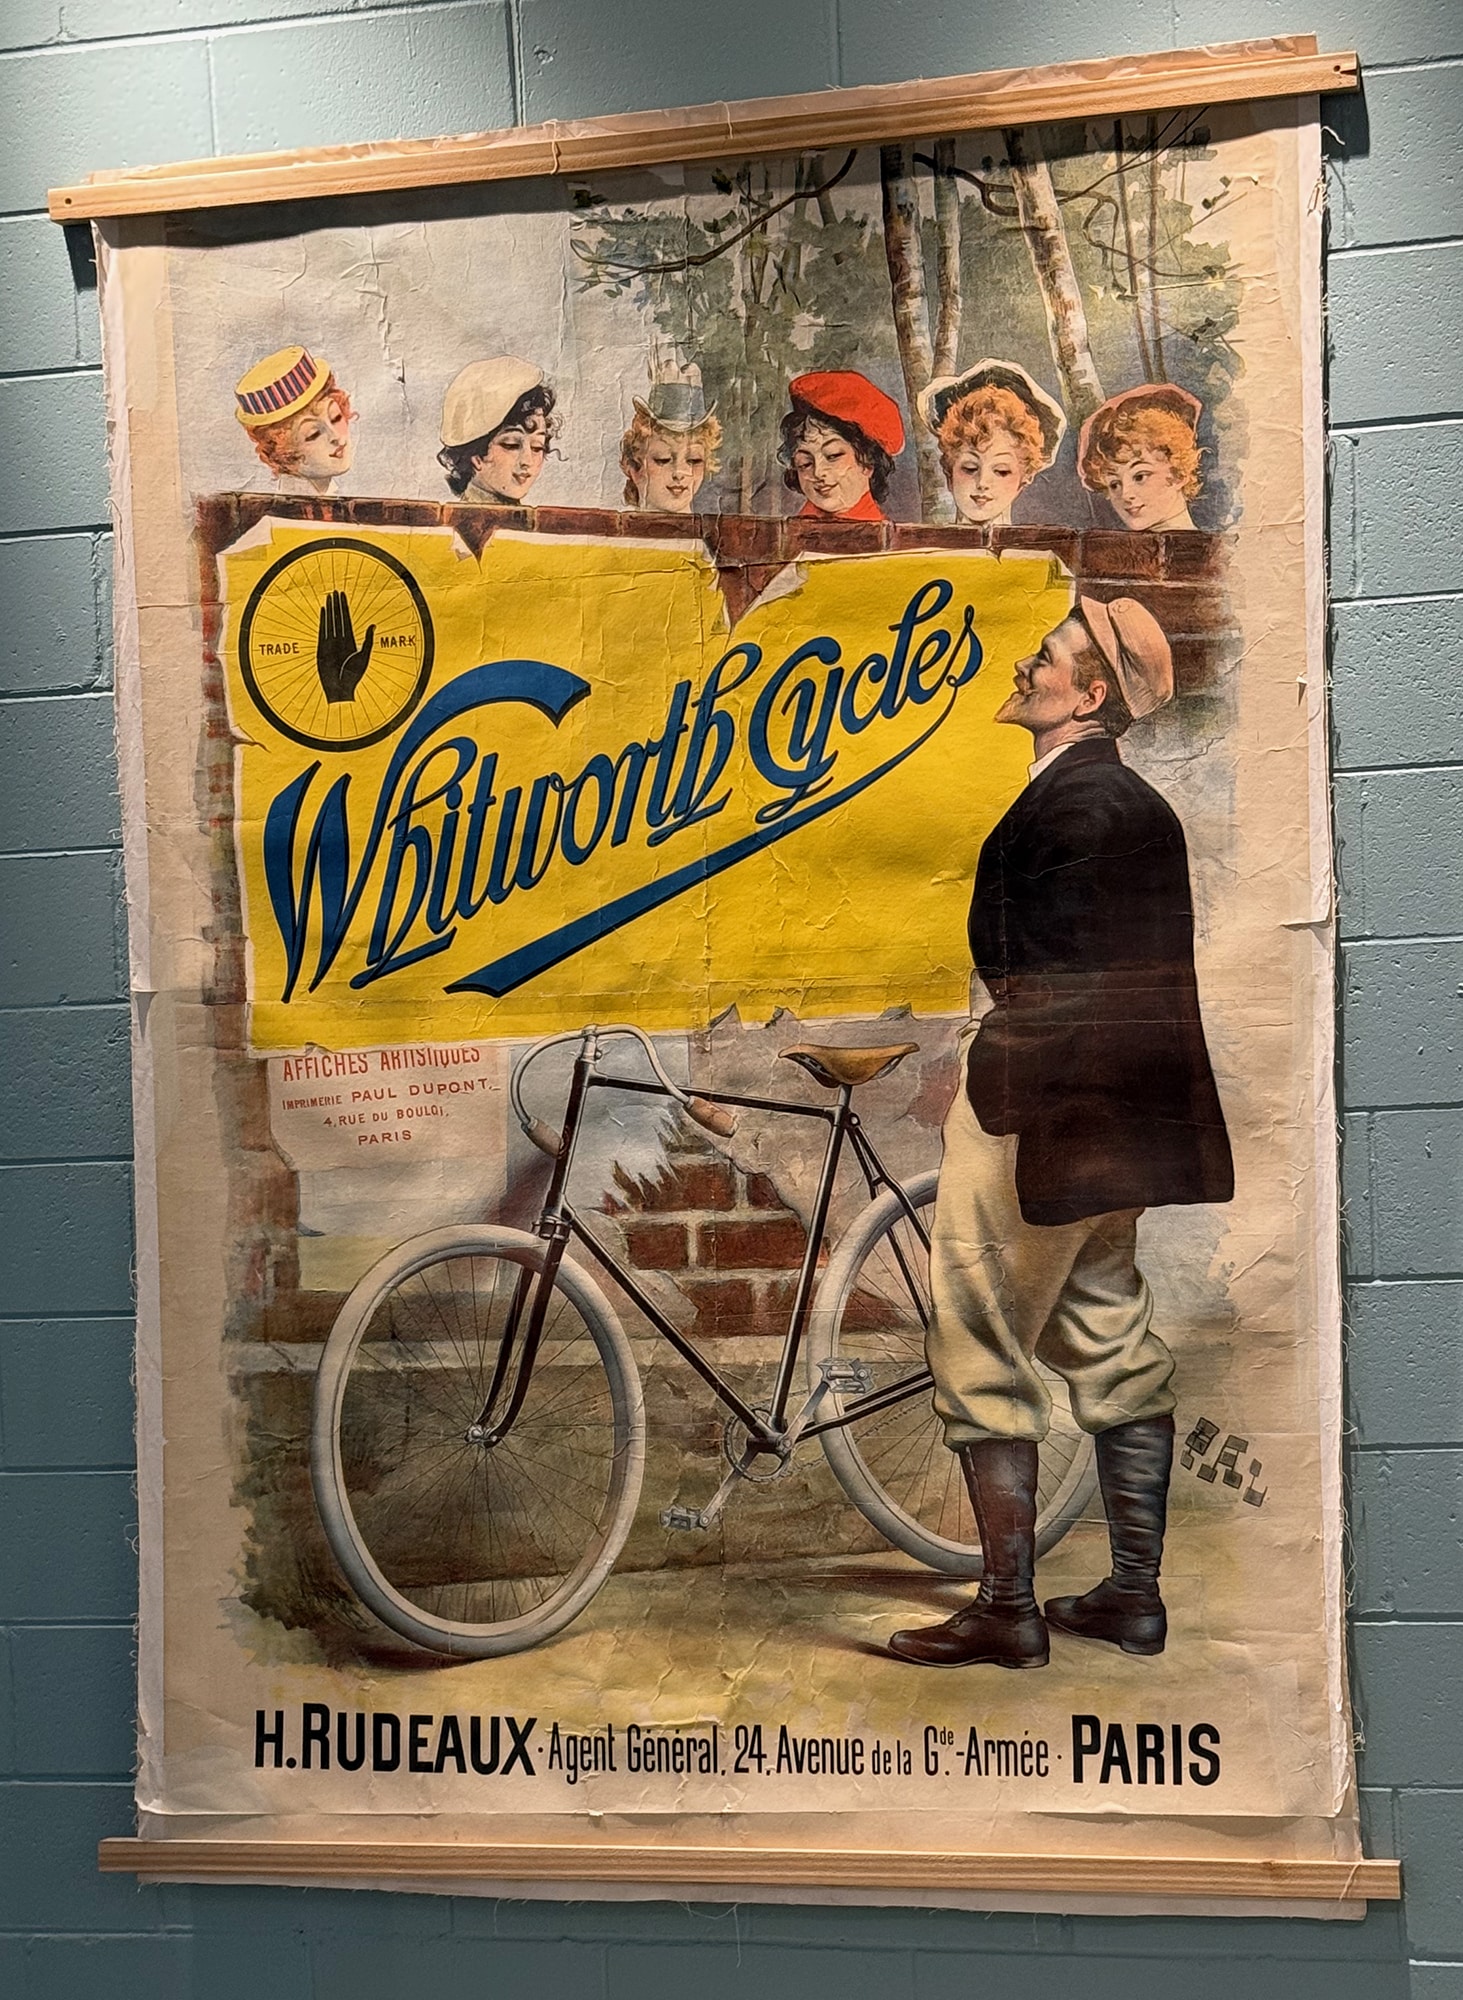 TRADE MARK
Whitworth Cycles
AFFICHES ARTISTIQUES
IMPRIMERIE PAUL DUPONT._
4, RUE DU BOULOI,
PARIS
H. RUDEAUX · Agent Général, 24, Avenue de la Gde.-Armée · PARIS